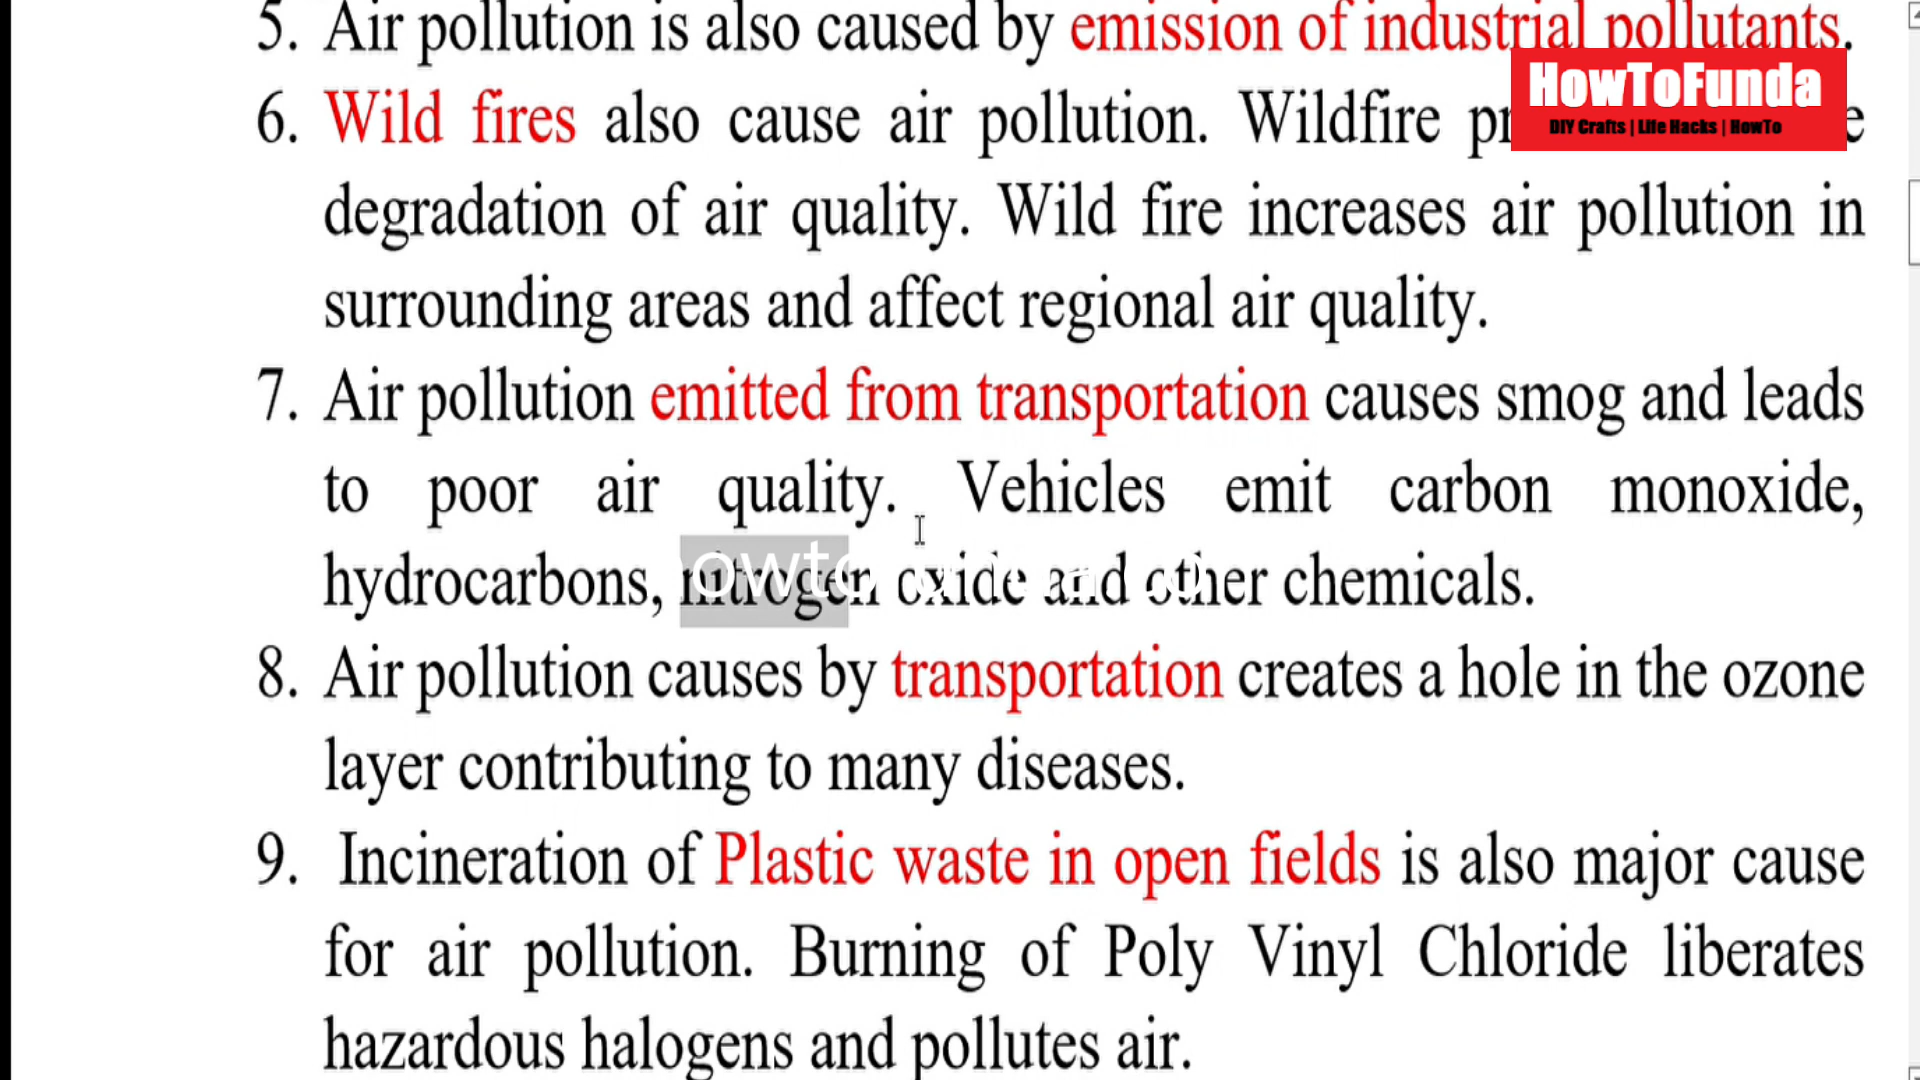 5. Air pollution is also caused by emission of industrial pollutants.
HowToFunda
DIY Crafts | Life Hacks | HowTo
6. Wild fires also cause air pollution. Wildfire
degradation of air quality. Wild fire increases air pollution in
surrounding areas and affect regional air quality.
7. Air pollution emitted from transportation causes smog and leads
to poor air quality. Vehicles emit carbon monoxide,
hydrocarbons, nitrogen oxide and other chemicals.
8. Air pollution causes by transportation creates a hole in the ozone
layer contributing to many diseases.
9. Incineration of Plastic waste in open fields is also major cause
for air pollution. Burning of Poly Vinyl Chloride liberates
hazardous halogens and pollutes air.